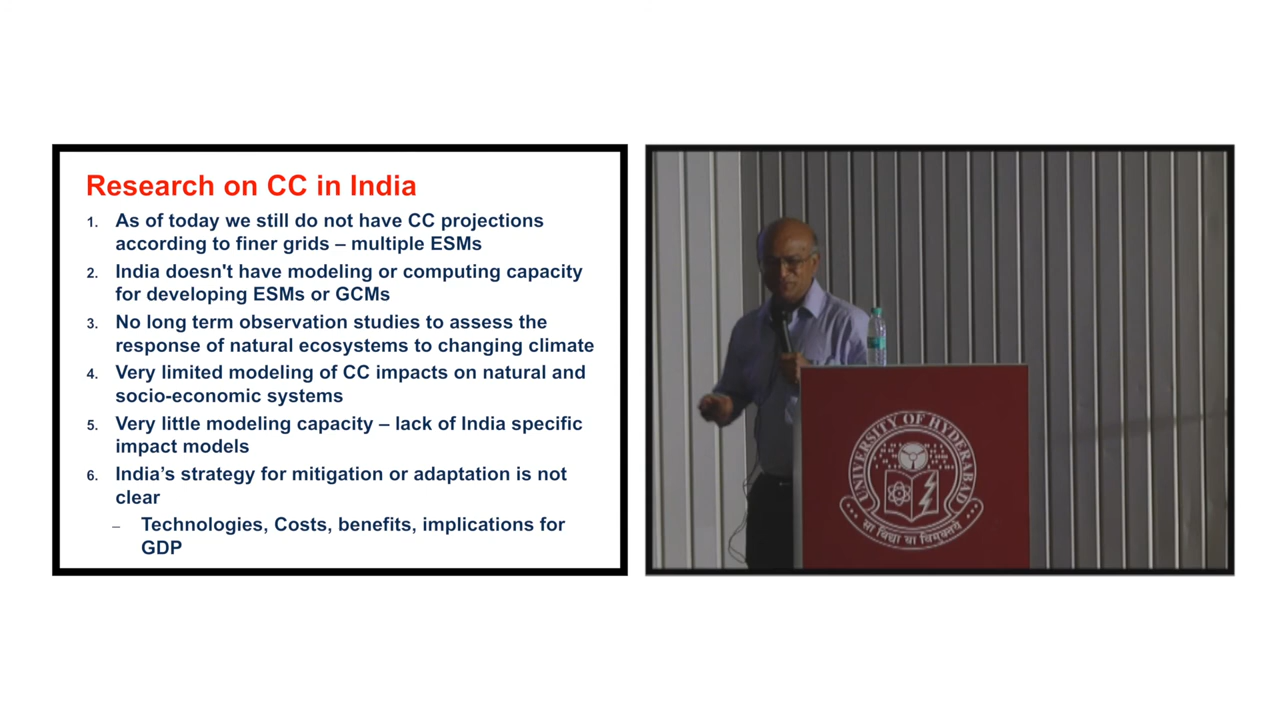 Research on CC in India
1. As of today we still do not have CC projections
according to finer grids – multiple ESMs
2. India doesn't have modeling or computing capacity
for developing ESMs or GCMs
3. No long term observation studies to assess the
response of natural ecosystems to changing climate
4. Very limited modeling of CC impacts on natural and
socio-economic systems
5. Very little modeling capacity – lack of India specific
impact models
6. India’s strategy for mitigation or adaptation is not
clear
– Technologies, Costs, benefits, implications for
GDP
UNIVERSITY OF HYDERABAD
सा विद्या या विमुक्तये